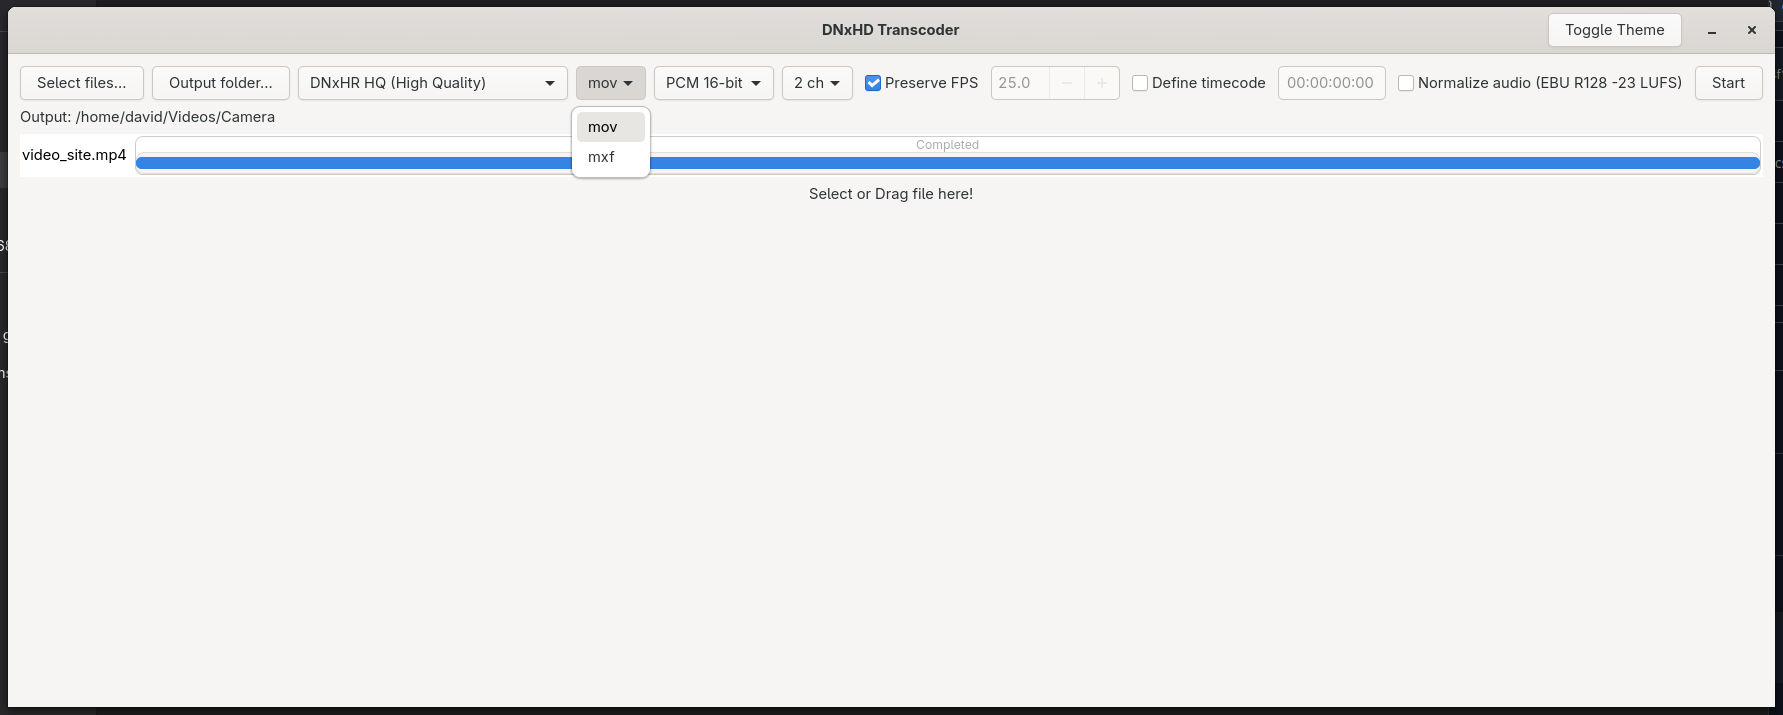 DNxHD Transcoder
Toggle Theme
Select files...
Output folder...
DNxHR HQ (High Quality)
mov
PCM 16-bit
2 ch
Preserve FPS
25.0
Define timecode
00:00:00:00
Normalize audio (EBU R128 -23 LUFS)
Start
Output: /home/david/Videos/Camera
mov
mxf
video_site.mp4
Completed
Select or Drag file here!